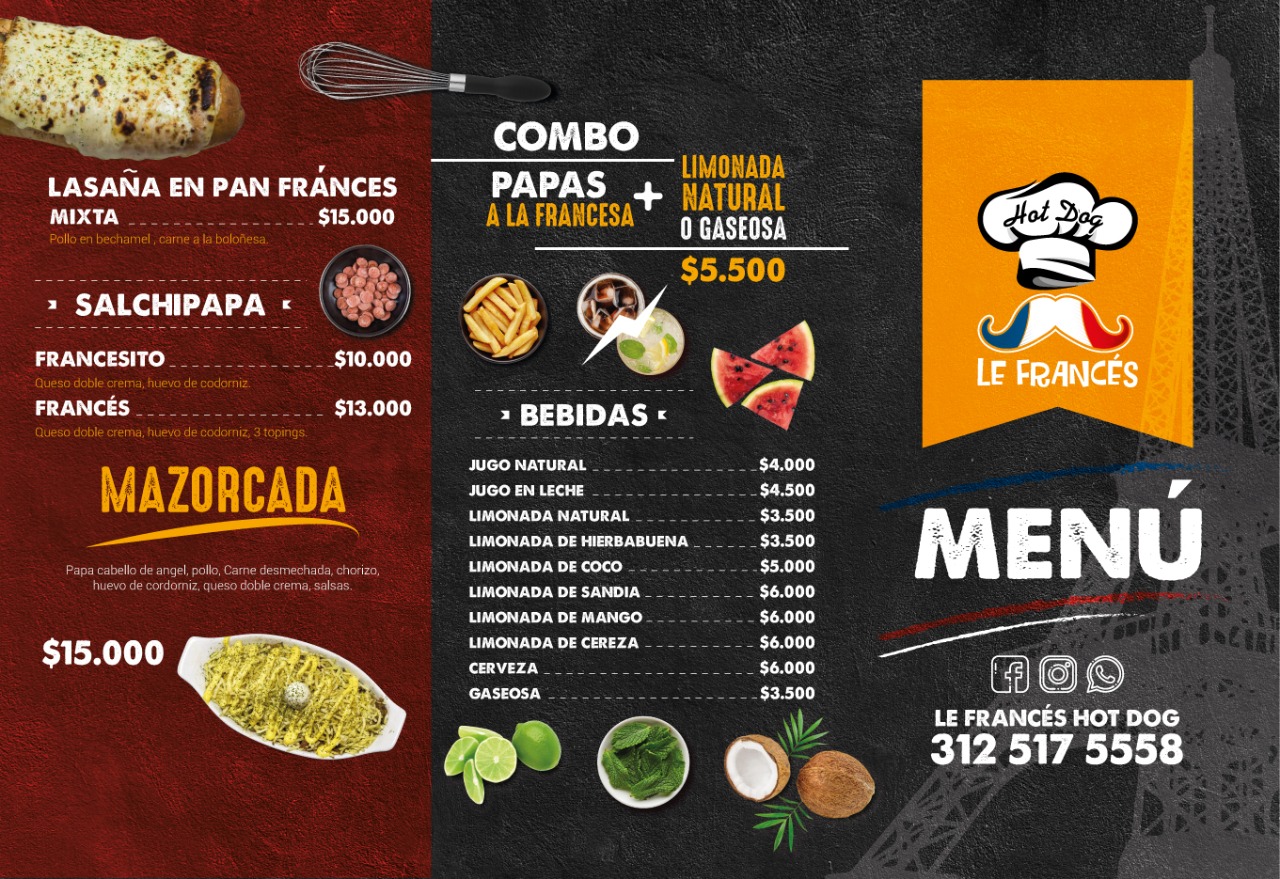 LASAÑA EN PAN FRÁNCES
MIXTA $15.000
Pollo en bechamel , carne a la boloñesa.
SALCHIPAPA
FRANCESITO $10.000
Queso doble crema, huevo de codorniz.
FRANCÉS $13.000
Queso doble crema, huevo de codorniz, 3 topings.
MAZORCADA
Papa cabello de angel, pollo, Carne desmechada, chorizo,
huevo de cordorniz, queso doble crema, salsas.
$15.000
COMBO
PAPAS
A LA FRANCESA
+
LIMONADA
NATURAL
O GASEOSA
$5.500
BEBIDAS
JUGO NATURAL $4.000
JUGO EN LECHE $4.500
LIMONADA NATURAL $3.500
LIMONADA DE HIERBABUENA $3.500
LIMONADA DE COCO $5.000
LIMONADA DE SANDIA $6.000
LIMONADA DE MANGO $6.000
LIMONADA DE CEREZA $6.000
CERVEZA $6.000
GASEOSA $3.500
Hot Dog
LE FRANCÉS
MENÚ
LE FRANCÉS HOT DOG
312 517 5558